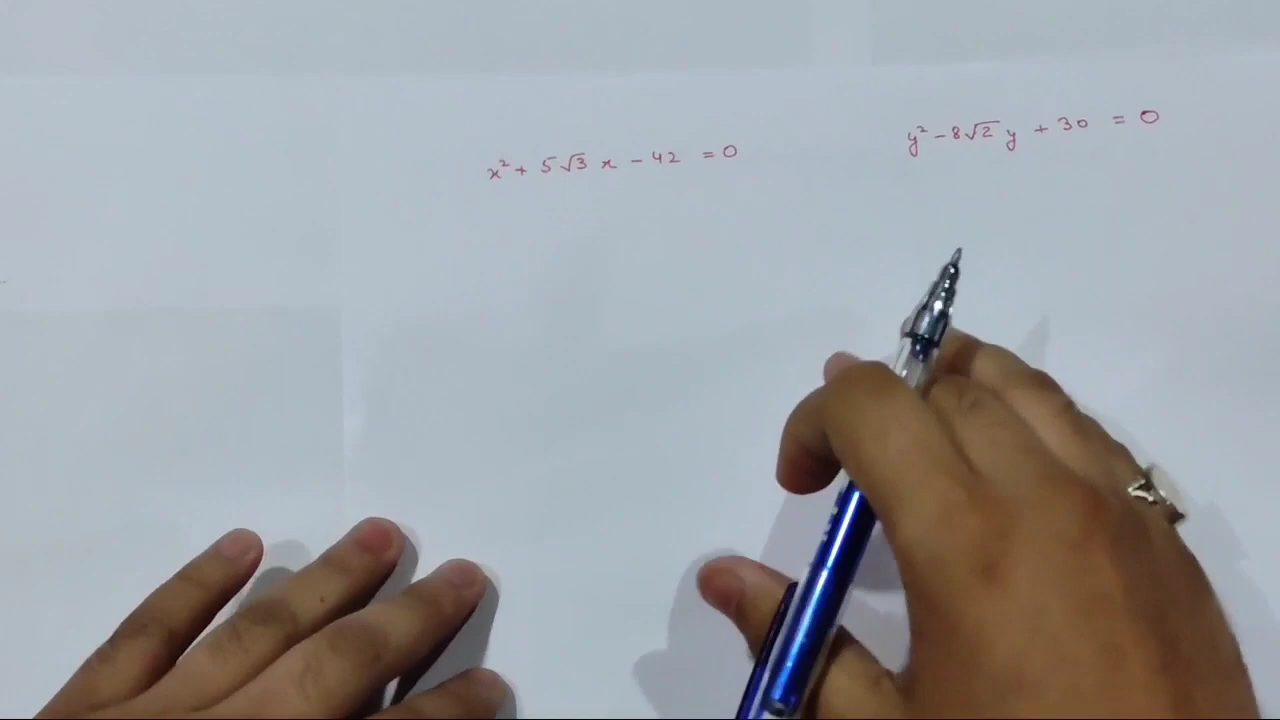 x² + 5√3 x - 42 = 0
y² - 8√2 y + 30 = 0